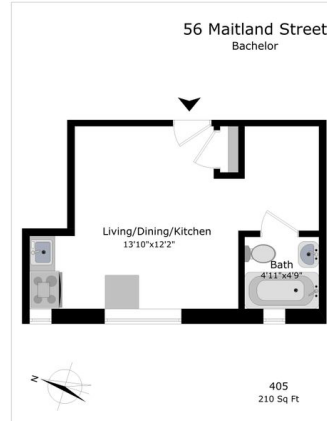 56 Maitland Street
Bachelor
Living/Dining/Kitchen
13'10"x12'2"
Bath
4'11"x4'9"
N
405
210 Sq Ft